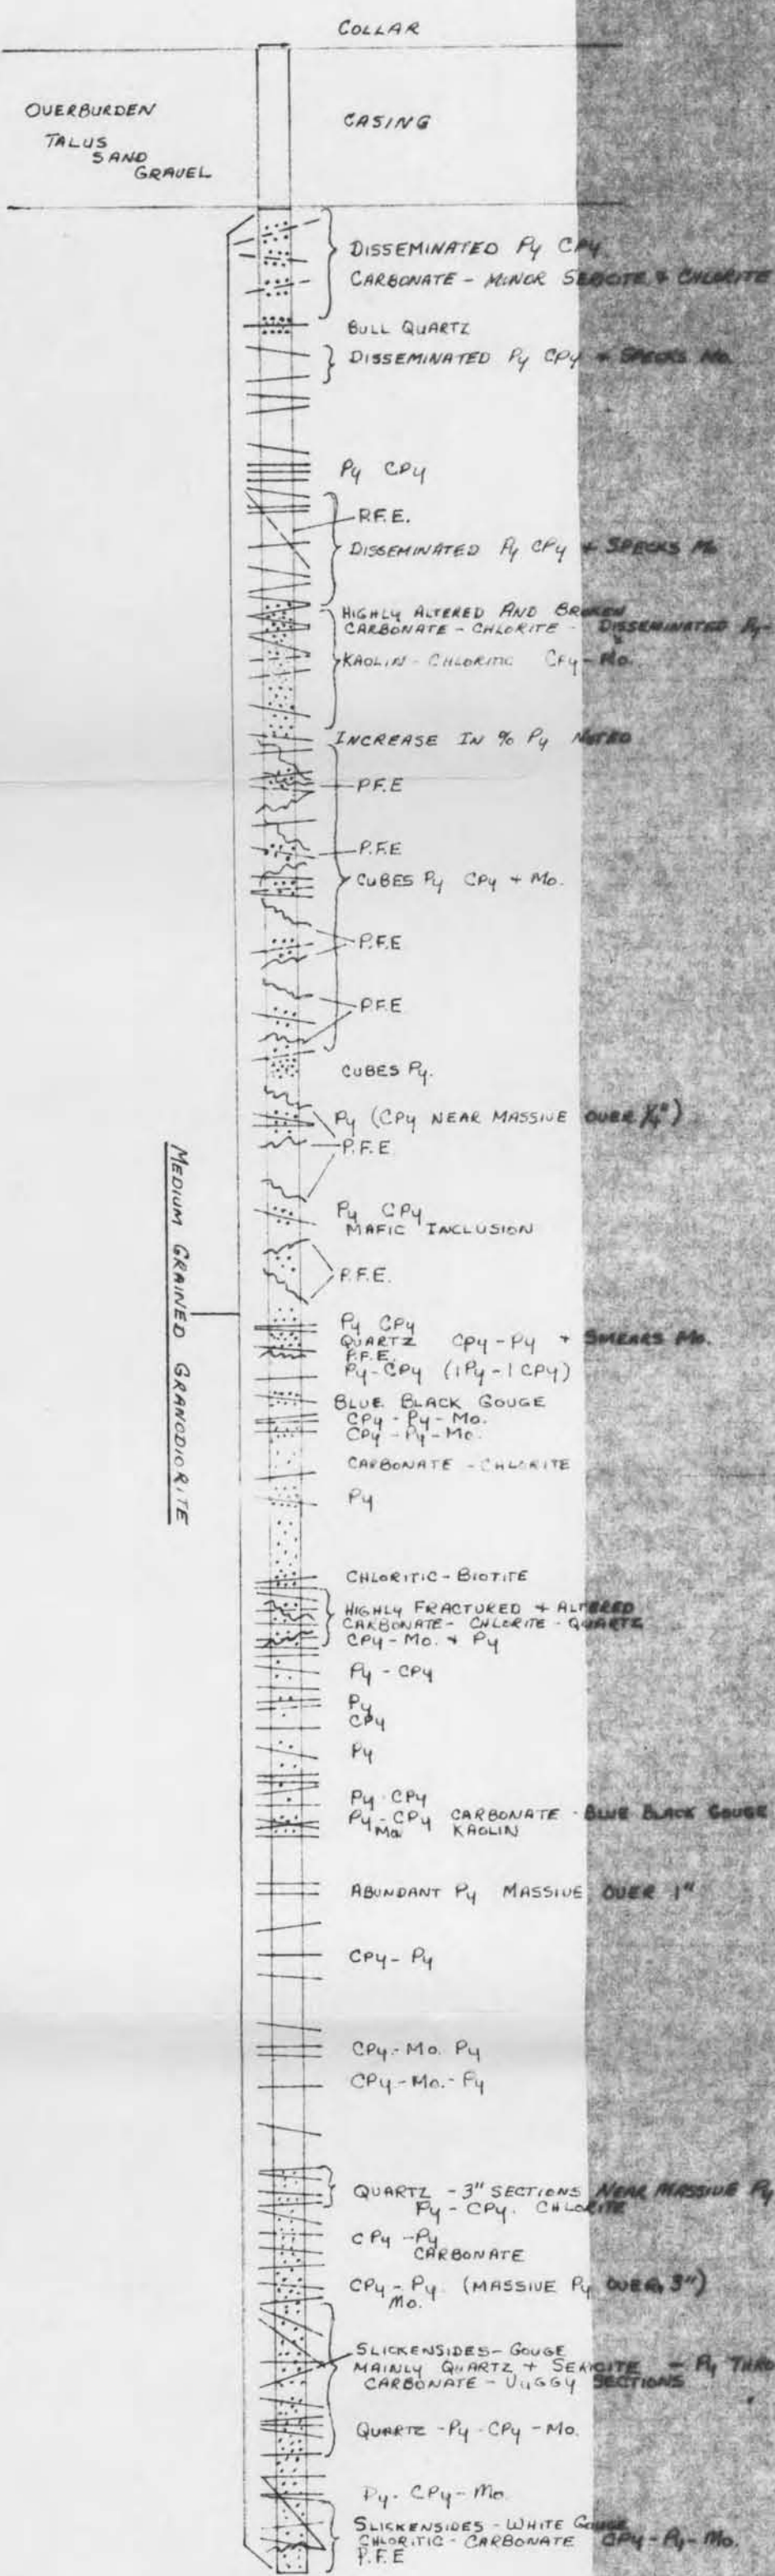 COLLAR
OVERBURDEN
TALUS
SAND
GRAVEL
CASING
DISSEMINATED Py CPy
CARBONATE - MINOR SERICITE + CHLORITE
BULL QUARTZ
DISSEMINATED Py CPy + SPECKS Mo.
Py CPy
P.F.E.
DISSEMINATED Py CPy + SPECKS Mo
HIGHLY ALTERED AND BROKEN
CARBONATE - CHLORITE - DISSEMINATED Py-
KAOLIN - CHLORITIC CPy - Mo.
INCREASE IN % Py NOTED
P.F.E
P.F.E
CUBES Py CPy + Mo.
P.F.E
P.F.E
CUBES Py.
Py (CPy NEAR MASSIVE OVER 1/4")
P.F.E
Py CPy
MAFIC INCLUSION
P.F.E.
MEDIUM GRAINED GRANODIORITE
Py CPy
QUARTZ CPy-Py + SMEARS Mo.
P.F.E.
Py-CPy (1Py-1CPy)
BLUE BLACK GOUGE
CPy-Py-Mo.
CPy-Py-Mo.
CARBONATE - CHLORITE
Py
CHLORITIC-BIOTITE
HIGHLY FRACTURED + ALTERED
CARBONATE - CHLORITE - QUARTZ
CPy-Mo. + Py
Py - CPy
Py
CPy
Py
Py - CPy
Py-CPy CARBONATE - BLUE BLACK GOUGE
Mo KAOLIN
ABUNDANT Py MASSIVE OVER 1"
CPy - Py
CPy-Mo. Py
CPy-Mo.-Py
QUARTZ - 3" SECTIONS NEAR MASSIVE Py
Py-CPy. CHLORITE
CPy-Py
CARBONATE
CPy-Py. (MASSIVE Py OVER 3")
Mo.
SLICKENSIDES - GOUGE
MAINLY QUARTZ + SERICITE - Py THRO
CARBONATE - VUGGY SECTIONS
QUARTZ - Py - CPy - Mo.
Py - CPy - Mo.
SLICKENSIDES - WHITE GOUGE
CHLORITIC - CARBONATE CPy-Py-Mo.
P.F.E